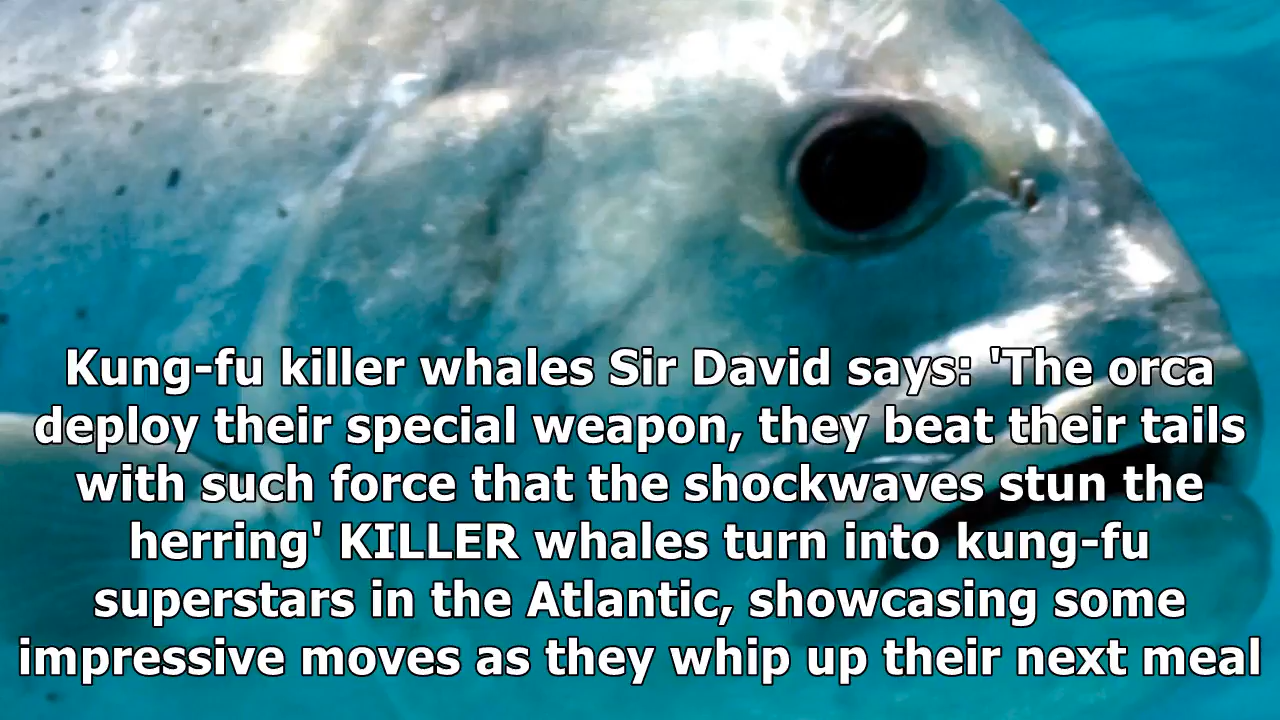 Kung-fu killer whales Sir David says: 'The orca
deploy their special weapon, they beat their tails
with such force that the shockwaves stun the
herring' KILLER whales turn into kung-fu
superstars in the Atlantic, showcasing some
impressive moves as they whip up their next meal